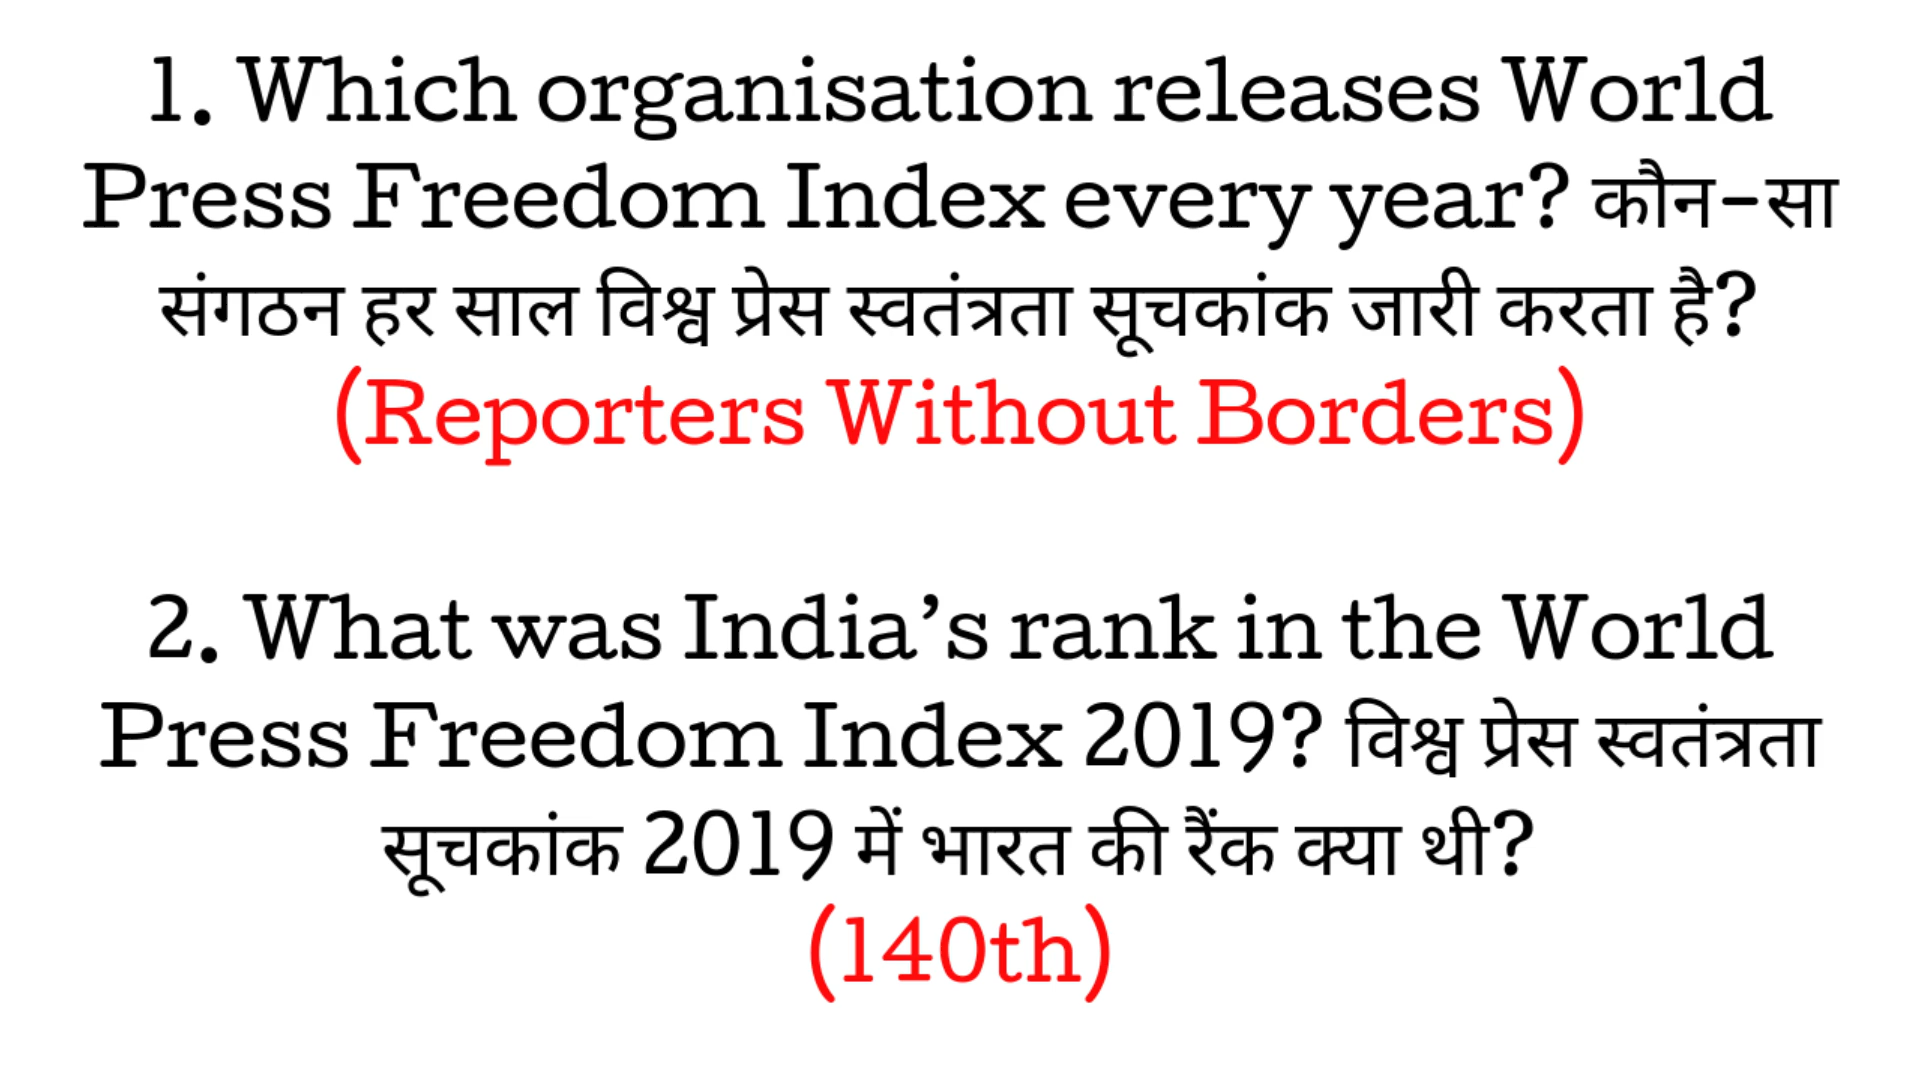 1. Which organisation releases World
Press Freedom Index every year? कौन-सा
संगठन हर साल विश्व प्रेस स्वतंत्रता सूचकांक जारी करता है?
(Reporters Without Borders)
2. What was India’s rank in the World
Press Freedom Index 2019? विश्व प्रेस स्वतंत्रता
सूचकांक 2019 में भारत की रैंक क्या थी?
(140th)